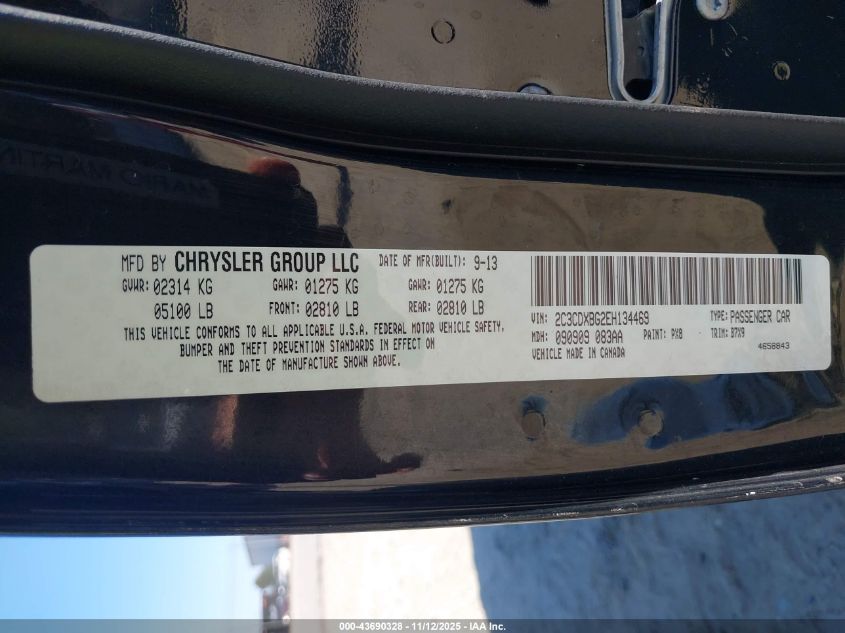 MFD BY CHRYSLER GROUP LLC DATE OF MFR(BUILT): 9-13
GVWR: 02314 KG GAWR: 01275 KG GAWR: 01275 KG
05100 LB FRONT: 02810 LB REAR: 02810 LB
THIS VEHICLE CONFORMS TO ALL APPLICABLE U.S.A. FEDERAL MOTOR VEHICLE SAFETY,
BUMPER AND THEFT PREVENTION STANDARDS IN EFFECT ON
THE DATE OF MANUFACTURE SHOWN ABOVE.
VIN: 2C3CDXBG2EH134469 TYPE: PASSENGER CAR
MDH: 090909 083AA PAINT: PX8 TRIM: B7X9
VEHICLE MADE IN CANADA 4658843
000-43690328 - 11/12/2025 - IAA Inc.